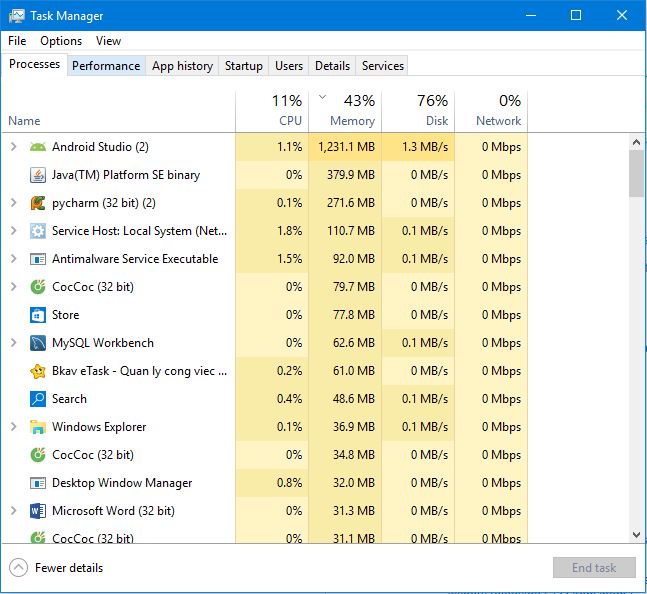 Task Manager
File Options View
Processes Performance App history Startup Users Details Services
11% 43% 76% 0%
Name CPU Memory Disk Network
Android Studio (2) 1.1% 1,231.1 MB 1.3 MB/s 0 Mbps
Java(TM) Platform SE binary 0% 379.9 MB 0 MB/s 0 Mbps
pycharm (32 bit) (2) 0.1% 271.6 MB 0 MB/s 0 Mbps
Service Host: Local System (Net... 1.8% 110.7 MB 0.1 MB/s 0 Mbps
Antimalware Service Executable 1.5% 92.0 MB 0.1 MB/s 0 Mbps
CocCoc (32 bit) 0% 79.7 MB 0 MB/s 0 Mbps
Store 0% 77.8 MB 0 MB/s 0 Mbps
MySQL Workbench 0% 62.6 MB 0.1 MB/s 0 Mbps
Bkav eTask - Quan ly cong viec ... 0.2% 61.0 MB 0 MB/s 0 Mbps
Search 0.4% 48.6 MB 0.1 MB/s 0 Mbps
Windows Explorer 0.1% 36.9 MB 0.1 MB/s 0 Mbps
CocCoc (32 bit) 0% 34.8 MB 0 MB/s 0 Mbps
Desktop Window Manager 0.8% 32.0 MB 0 MB/s 0 Mbps
Microsoft Word (32 bit) 0% 31.3 MB 0 MB/s 0 Mbps
CocCoc (32 bit) 0% 31.1 MB 0 MB/s 0 Mbps
Fewer details End task